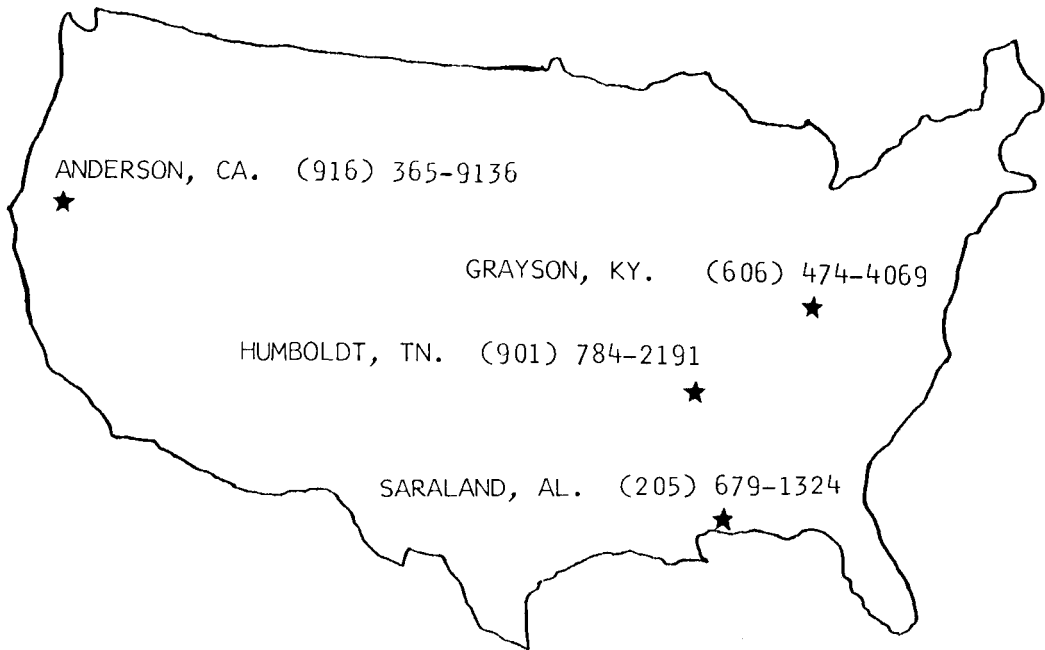 ANDERSON, CA. (916) 365-9136
GRAYSON, KY. (606) 474-4069
HUMBOLDT, TN. (901) 784-2191
SARALAND, AL. (205) 679-1324